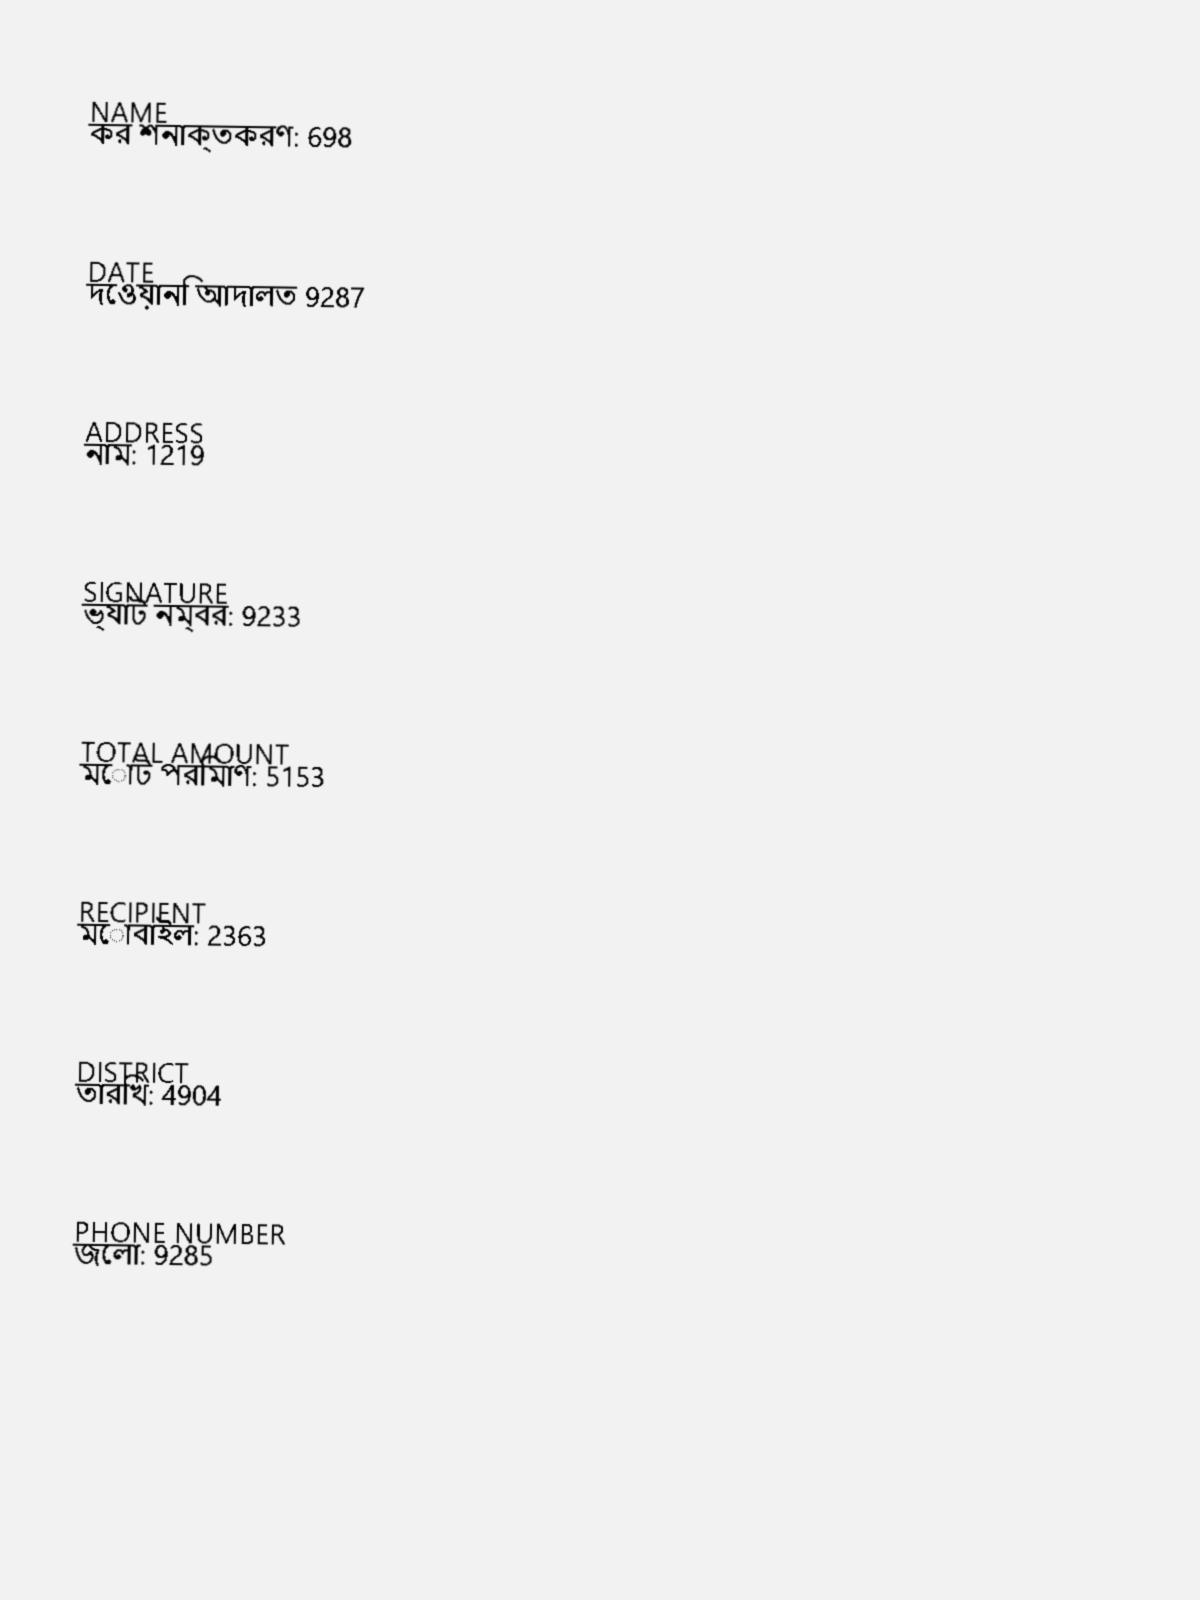 NAME
কর শনাক্তকরণ: 698
DATE
দেওয়ানি আদালত 9287
ADDRESS
নাম: 1219
SIGNATURE
ভ্যাট নম্বর: 9233
TOTAL AMOUNT
মোট পরিমাণ: 5153
RECIPIENT
মোবাইল: 2363
DISTRICT
তারিখ: 4904
PHONE NUMBER
জেলা: 9285